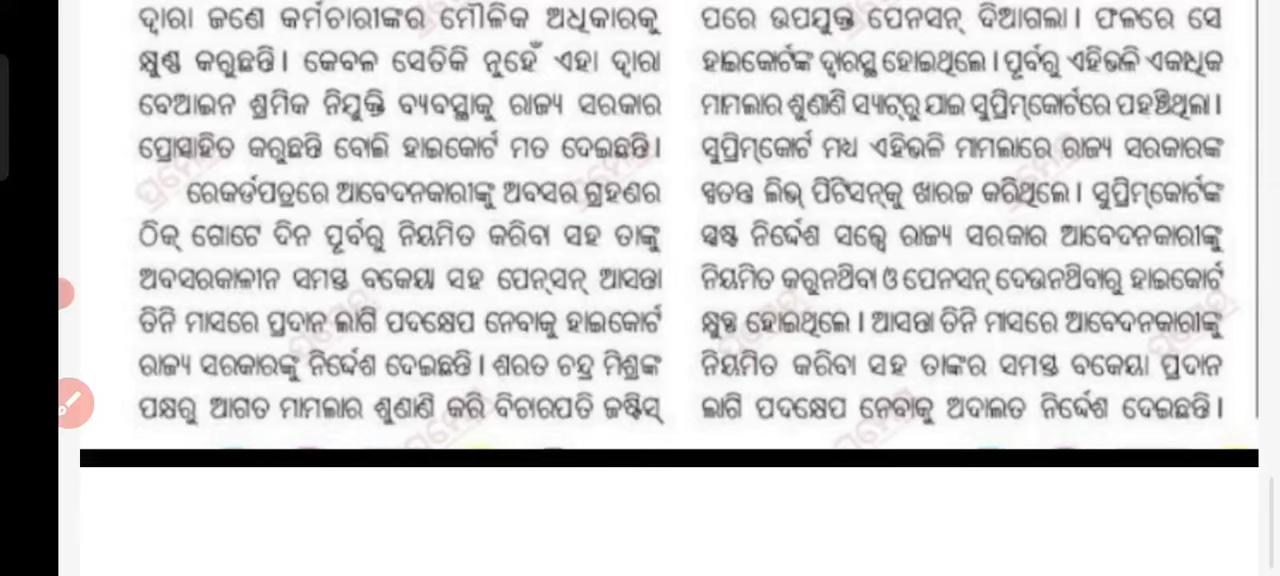 ଦ୍ୱାରା ଜଣେ କର୍ମଚାରୀଙ୍କର ମୌଳିକ ଅଧିକାରକୁ
କ୍ଷୁଣ୍ଣ କରୁଛନ୍ତି। କେବଳ ସେତିକି ନୁହେଁ ଏହା ଦ୍ୱାରା
ବେଆଇନ ଶ୍ରମିକ ନିଯୁକ୍ତି ବ୍ୟବସ୍ଥାକୁ ରାଜ୍ୟ ସରକାର
ପ୍ରୋତ୍ସାହିତ କରୁଛନ୍ତି ବୋଲି ହାଇକୋର୍ଟ ମତ ଦେଇଛନ୍ତି।
ରେକର୍ଡପତ୍ରରେ ଆବେଦନକାରୀଙ୍କୁ ଅବସର ଗ୍ରହଣର
ଠିକ୍ ଗୋଟେ ଦିନ ପୂର୍ବରୁ ନିୟମିତ କରିବା ସହ ତାଙ୍କୁ
ଅବସରକାଳୀନ ସମସ୍ତ ବକେୟା ସହ ପେନ୍‌ସନ୍ ଆସନ୍ତା
ତିନି ମାସରେ ପ୍ରଦାନ ଲାଗି ପଦକ୍ଷେପ ନେବାକୁ ହାଇକୋର୍ଟ
ରାଜ୍ୟ ସରକାରଙ୍କୁ ନିର୍ଦ୍ଦେଶ ଦେଇଛନ୍ତି। ଶରତ ଚନ୍ଦ୍ର ମିଶ୍ରଙ୍କ
ପକ୍ଷରୁ ଆଗତ ମାମଲାର ଶୁଣାଣି କରି ବିଚାରପତି ଜଷ୍ଟିସ୍
ପରେ ଉପଯୁକ୍ତ ପେନସନ୍ ଦିଆଗଲା। ଫଳରେ ସେ
ହାଇକୋର୍ଟଙ୍କ ଦ୍ୱାରସ୍ଥ ହୋଇଥିଲେ। ପୂର୍ବରୁ ଏହିଭଳି ଏକାଧିକ
ମାମଲାର ଶୁଣାଣି ସ୍ୟାଟ୍‌ରୁ ଯାଇ ସୁପ୍ରିମ୍‌କୋର୍ଟରେ ପହଞ୍ଚିଥିଲା।
ସୁପ୍ରିମ୍‌କୋର୍ଟ ମଧ୍ୟ ଏହିଭଳି ମାମଲାରେ ରାଜ୍ୟ ସରକାରଙ୍କ
ସ୍ୱତନ୍ତ୍ର ଲିଭ୍ ପିଟିସନ୍‌କୁ ଖାରଜ କରିଥିଲେ। ସୁପ୍ରିମ୍‌କୋର୍ଟଙ୍କ
ସ୍ପଷ୍ଟ ନିର୍ଦ୍ଦେଶ ସତ୍ତ୍ୱେ ରାଜ୍ୟ ସରକାର ଆବେଦନକାରୀଙ୍କୁ
ନିୟମିତ କରୁନଥିବା ଓ ପେନସନ୍ ଦେଉନଥିବାରୁ ହାଇକୋର୍ଟ
କ୍ଷୁବ୍ଧ ହୋଇଥିଲେ। ଆସନ୍ତା ତିନି ମାସରେ ଆବେଦନକାରୀଙ୍କୁ
ନିୟମିତ କରିବା ସହ ତାଙ୍କର ସମସ୍ତ ବକେୟା ପ୍ରଦାନ
ଲାଗି ପଦକ୍ଷେପ ନେବାକୁ ଅଦାଲତ ନିର୍ଦ୍ଦେଶ ଦେଇଛନ୍ତି।